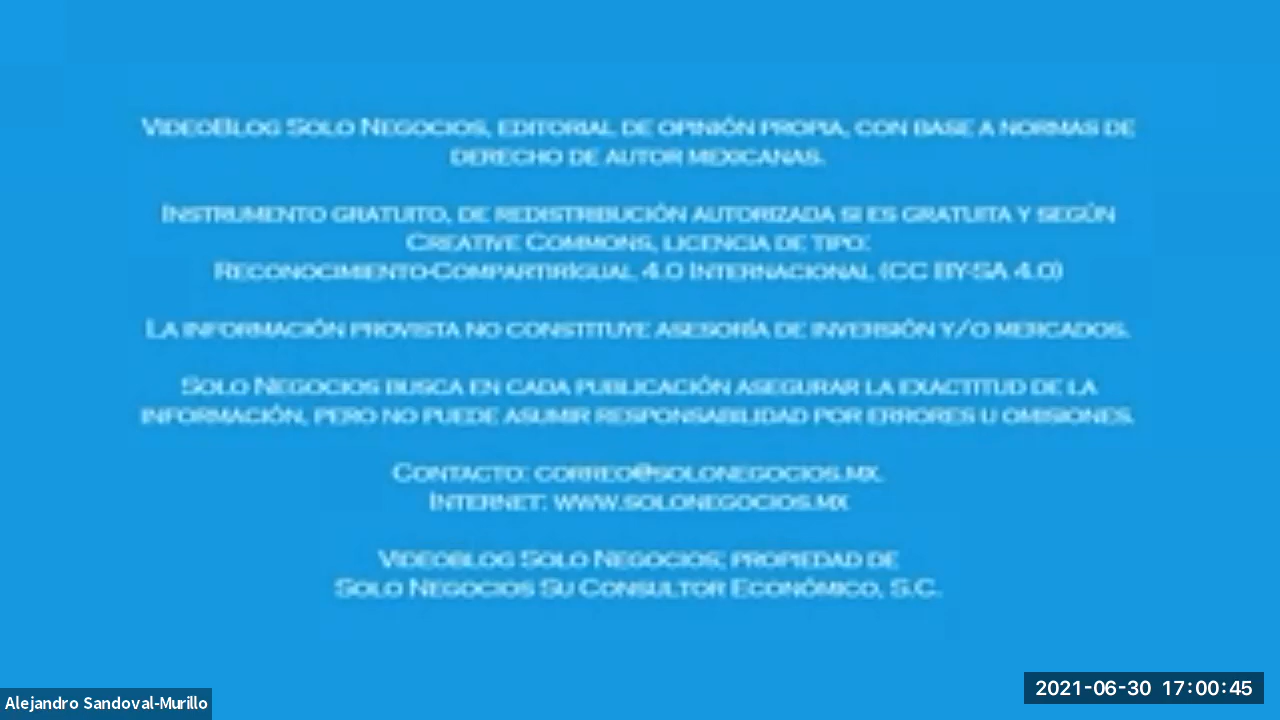 VideoBlog Solo Negocios, editorial de opinión propia, con base a normas de
derecho de autor mexicanas.
Instrumento gratuito, de redistribución autorizada si es gratuita y según
Creative Commons, licencia de tipo:
Reconocimiento-CompartirIgual 4.0 Internacional (CC BY-SA 4.0)
La información provista no constituye asesoría de inversión y/o mercados.
Solo Negocios busca en cada publicación asegurar la exactitud de la
información, pero no puede asumir responsabilidad por errores u omisiones.
Contacto: correo@solonegocios.mx.
Internet: www.solonegocios.mx
Videoblog Solo Negocios; propiedad de
Solo Negocios Su Consultor Económico, S.C.
Alejandro Sandoval-Murillo
2021-06-30 17:00:45